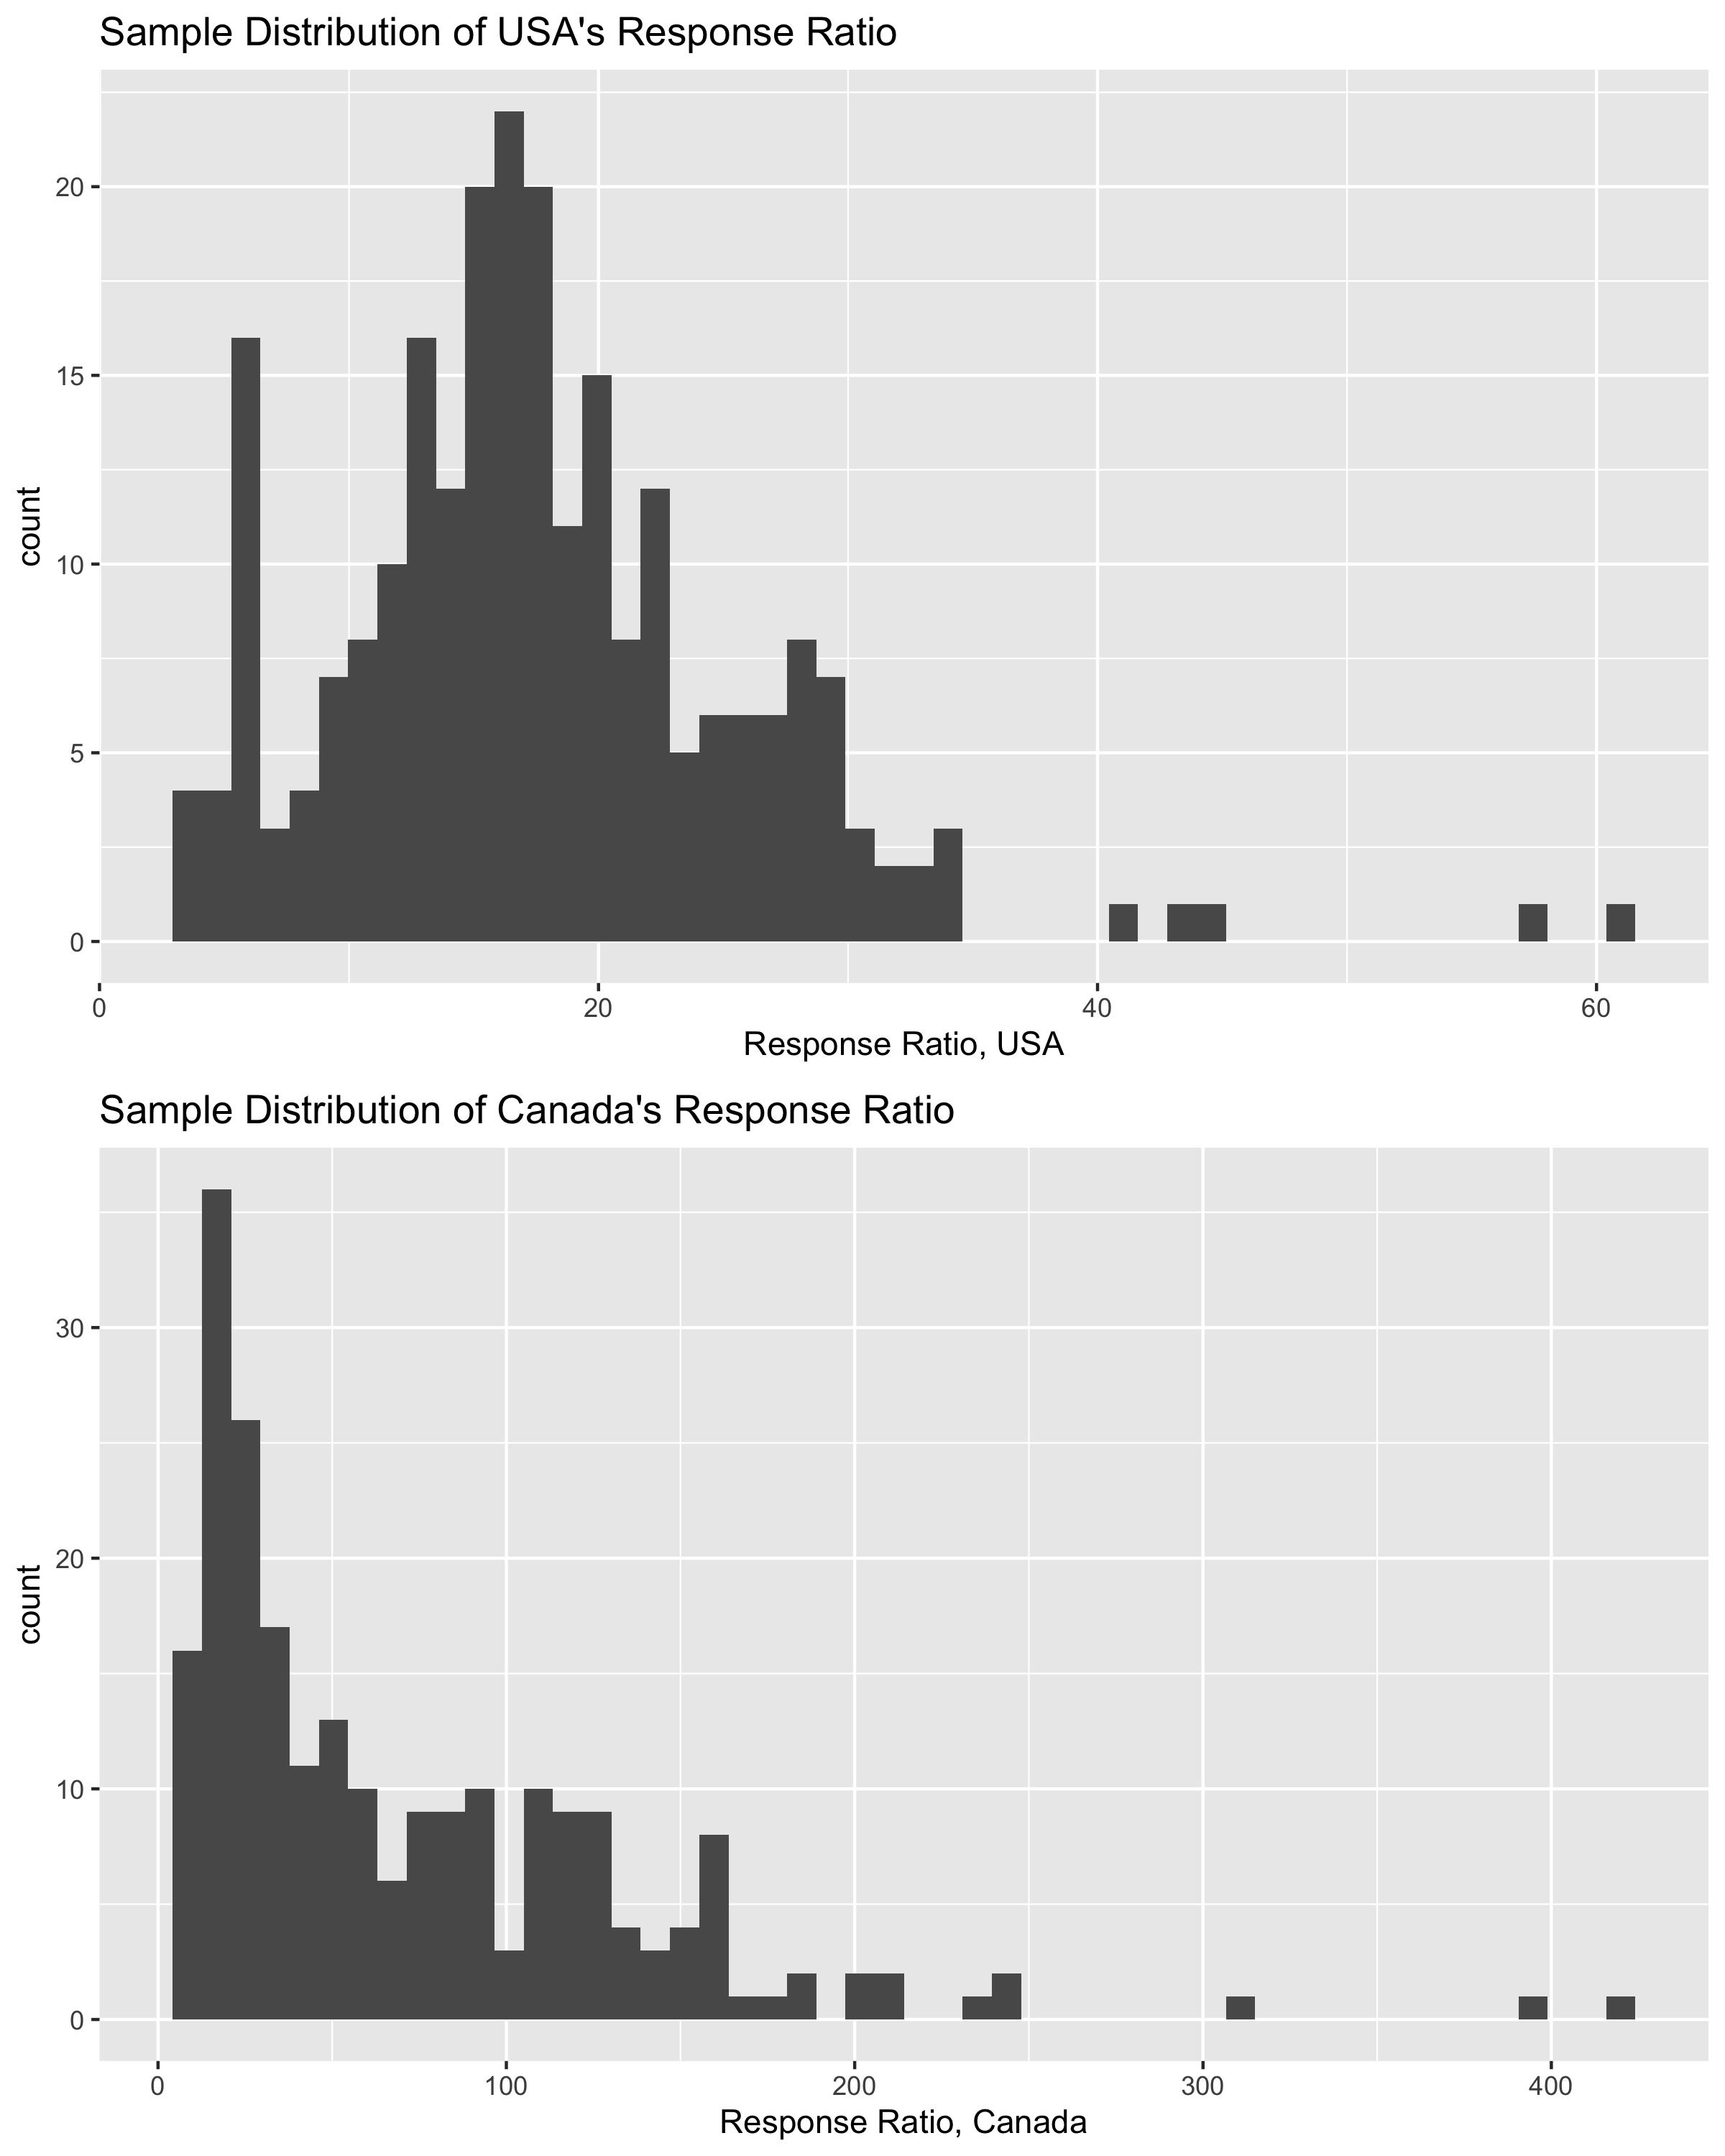 Sample Distribution of USA's Response Ratio
20
15
10
5
0
count
0 20 40 60
Response Ratio, USA
Sample Distribution of Canada's Response Ratio
30
20
10
0
count
0 100 200 300 400
Response Ratio, Canada